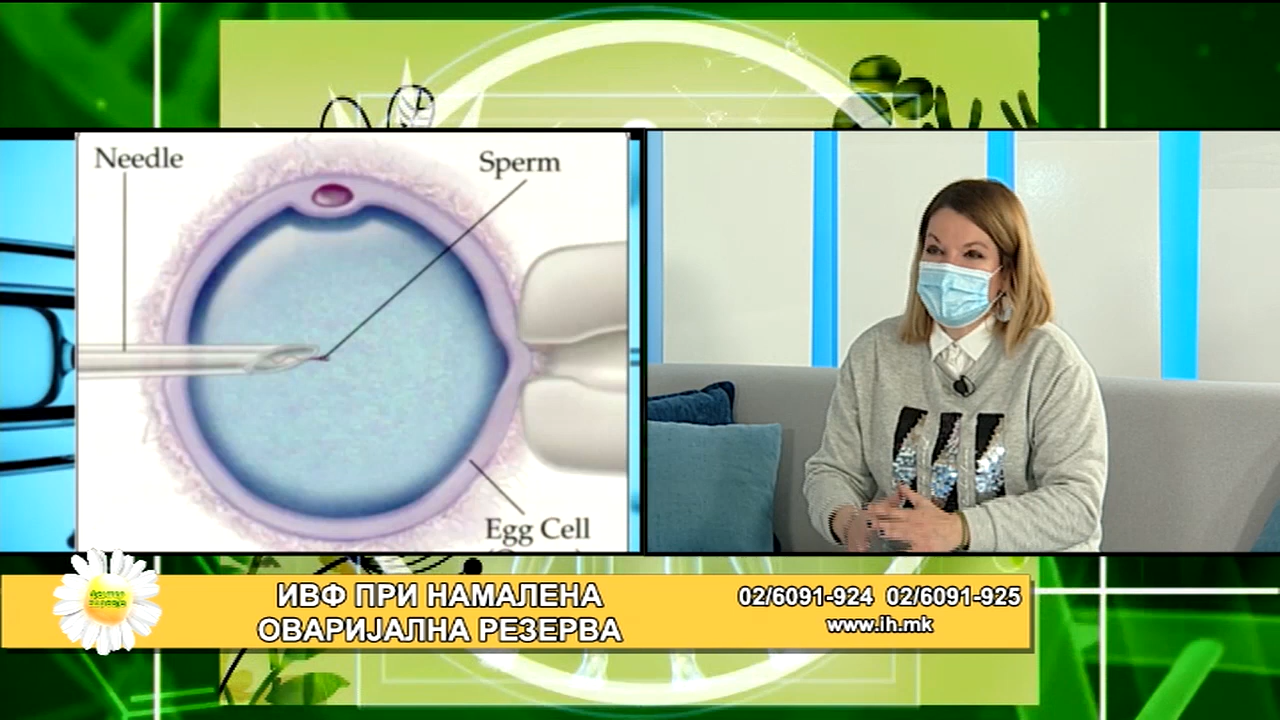 Needle
Sperm
Egg Cell
ИВФ ПРИ НАМАЛЕНА
ОВАРИЈАЛНА РЕЗЕРВА
02/6091-924 02/6091-925
www.ih.mk